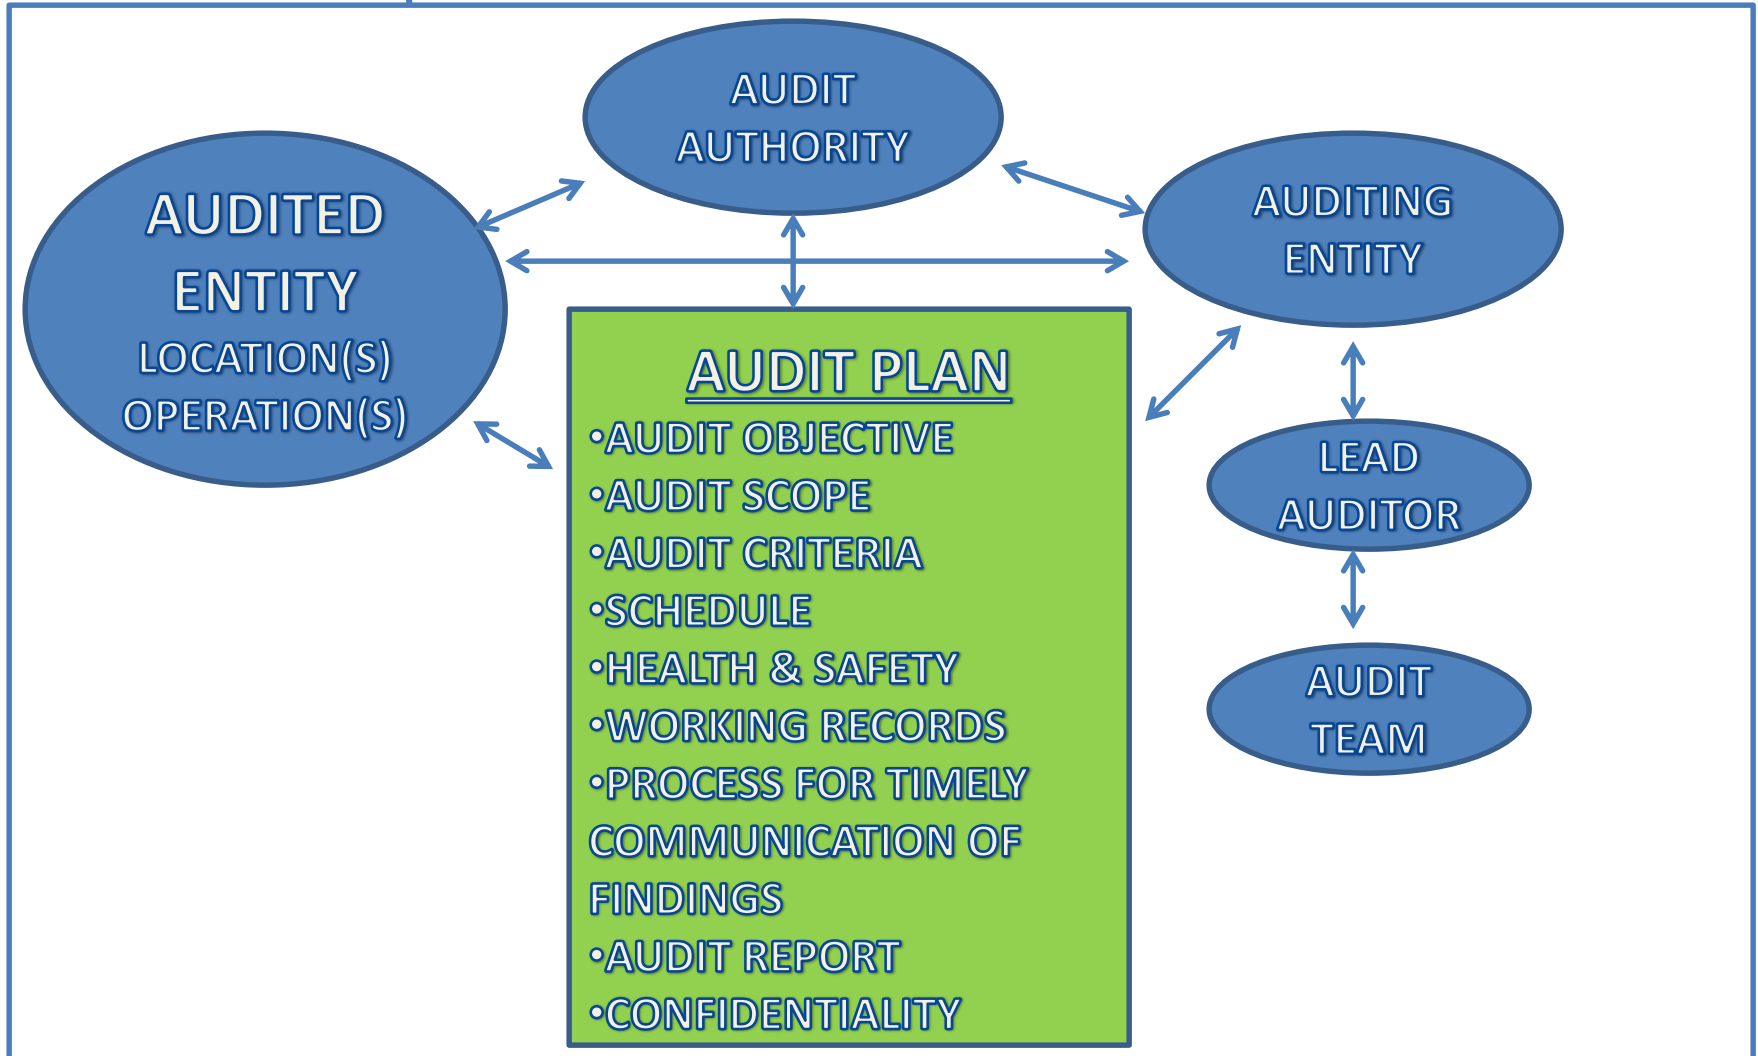 AUDIT
AUTHORITY
AUDITED
ENTITY
LOCATION(S)
OPERATION(S)
AUDITING
ENTITY
AUDIT PLAN
•AUDIT OBJECTIVE
•AUDIT SCOPE
•AUDIT CRITERIA
•SCHEDULE
•HEALTH & SAFETY
•WORKING RECORDS
•PROCESS FOR TIMELY
COMMUNICATION OF
FINDINGS
•AUDIT REPORT
•CONFIDENTIALITY
LEAD
AUDITOR
AUDIT
TEAM